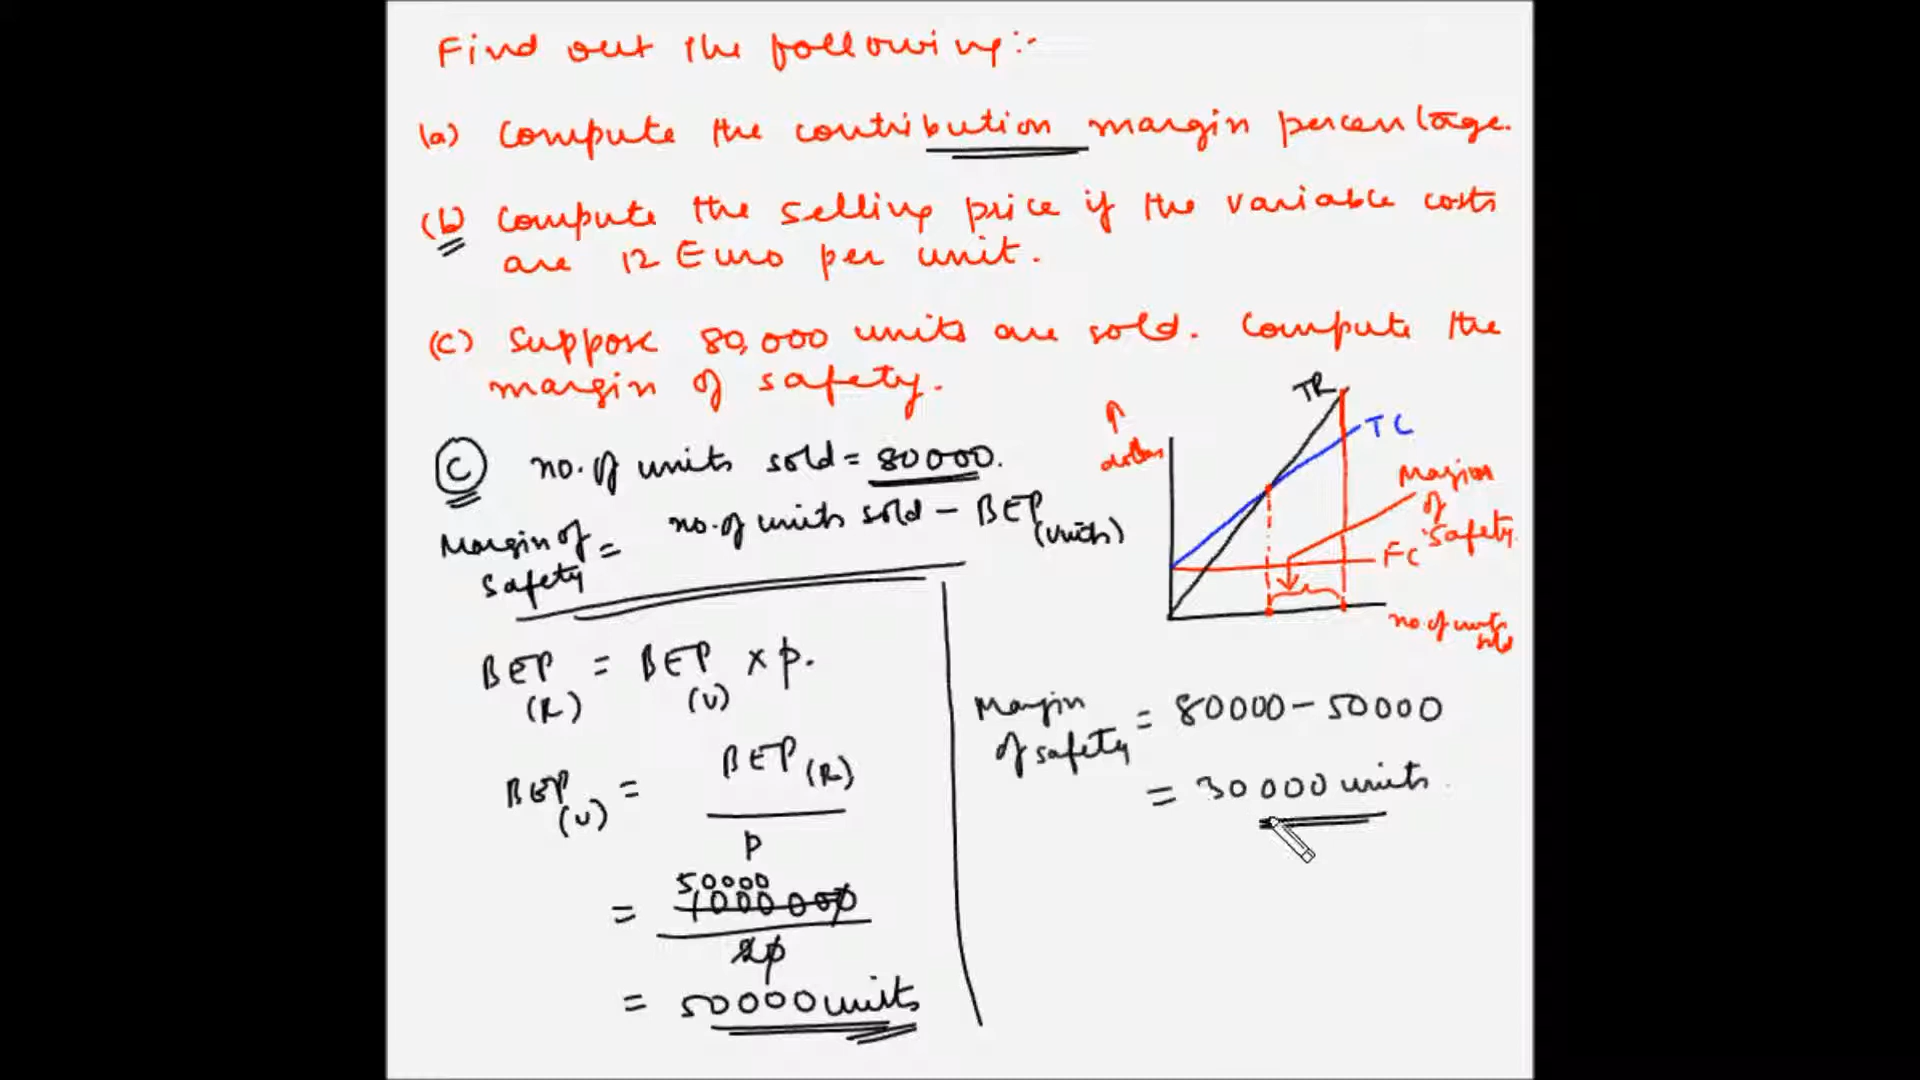 Find out the following:-
(a) Compute the contribution margin percentage.
(b) Compute the selling price if the variable costs
are 12 Euro per unit.
(c) Suppose 80,000 units are sold. Compute the
margin of safety.
TR
TC
Margin
of
safety
FC
no. of units
sold
(C) no. of units sold = 80000.
Margin of
safety = no. of units sold - BEP (units)
BEP (R) = BEP (U) x p.
BEP (U) = BEP (R)
p
50000
= 1000000
20
= 50000 units
Margin
of safety = 80000 - 50000
= 30000 units.